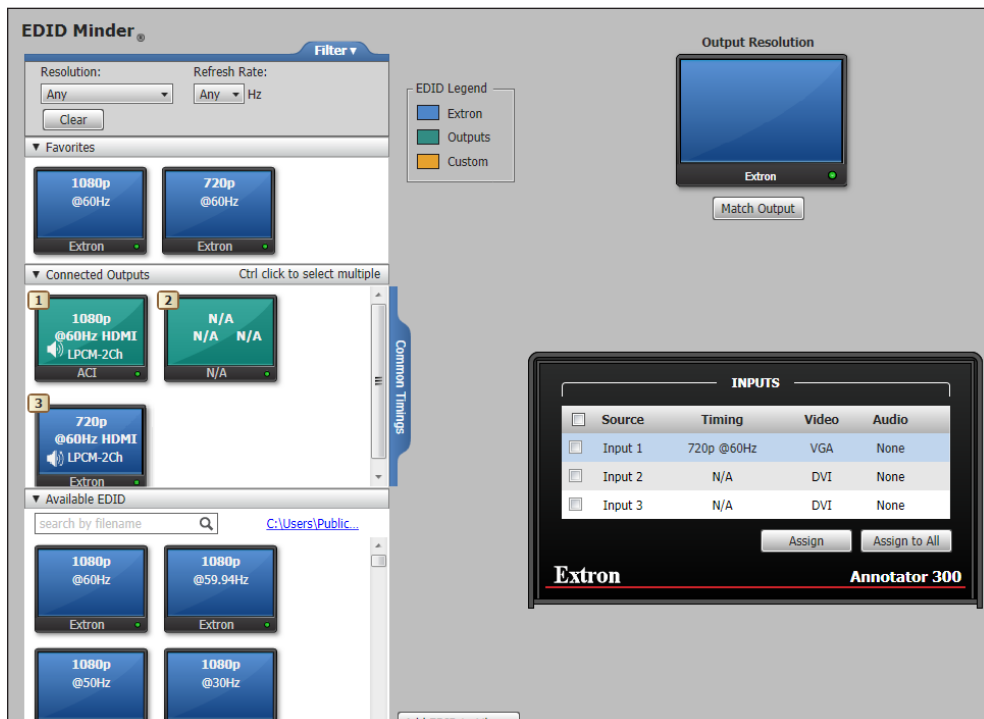 EDID Minder®
Filter ▾
Resolution:
Refresh Rate:
Any
Any
Hz
Clear
▼ Favorites
1080p
@60Hz
Extron
720p
@60Hz
Extron
▼ Connected Outputs
Ctrl click to select multiple
1
1080p
@60Hz HDMI
LPCM-2Ch
ACI
2
N/A
N/A N/A
N/A
3
720p
@60Hz HDMI
LPCM-2Ch
Extron
Common Timings
▼ Available EDID
search by filename
C:\Users\Public...
1080p
@60Hz
Extron
1080p
@59.94Hz
Extron
1080p
@50Hz
1080p
@30Hz
EDID Legend
Extron
Outputs
Custom
Output Resolution
Extron
Match Output
INPUTS
Source Timing Video Audio
Input 1 720p @60Hz VGA None
Input 2 N/A DVI None
Input 3 N/A DVI None
Assign
Assign to All
Extron
Annotator 300